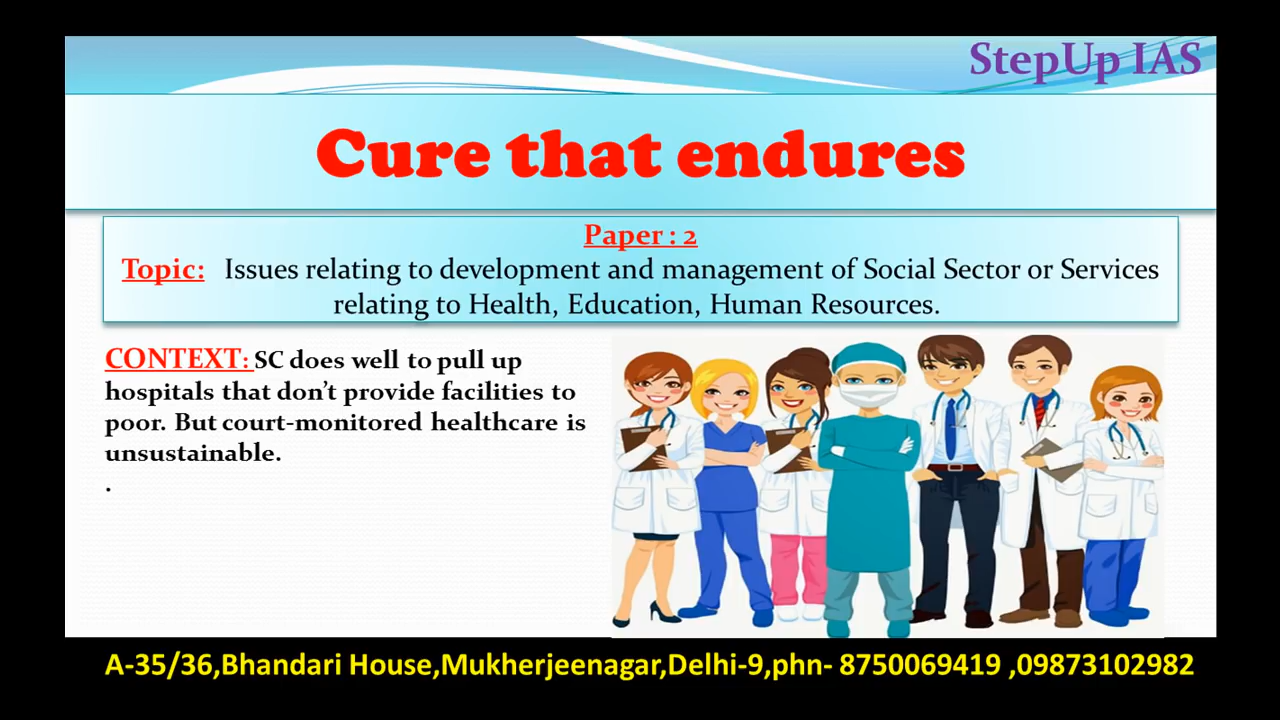 StepUp IAS
Cure that endures
Paper : 2
Topic: Issues relating to development and management of Social Sector or Services
relating to Health, Education, Human Resources.
CONTEXT: SC does well to pull up
hospitals that don’t provide facilities to
poor. But court-monitored healthcare is
unsustainable.
.
A-35/36,Bhandari House,Mukherjeenagar,Delhi-9,phn- 8750069419 ,09873102982